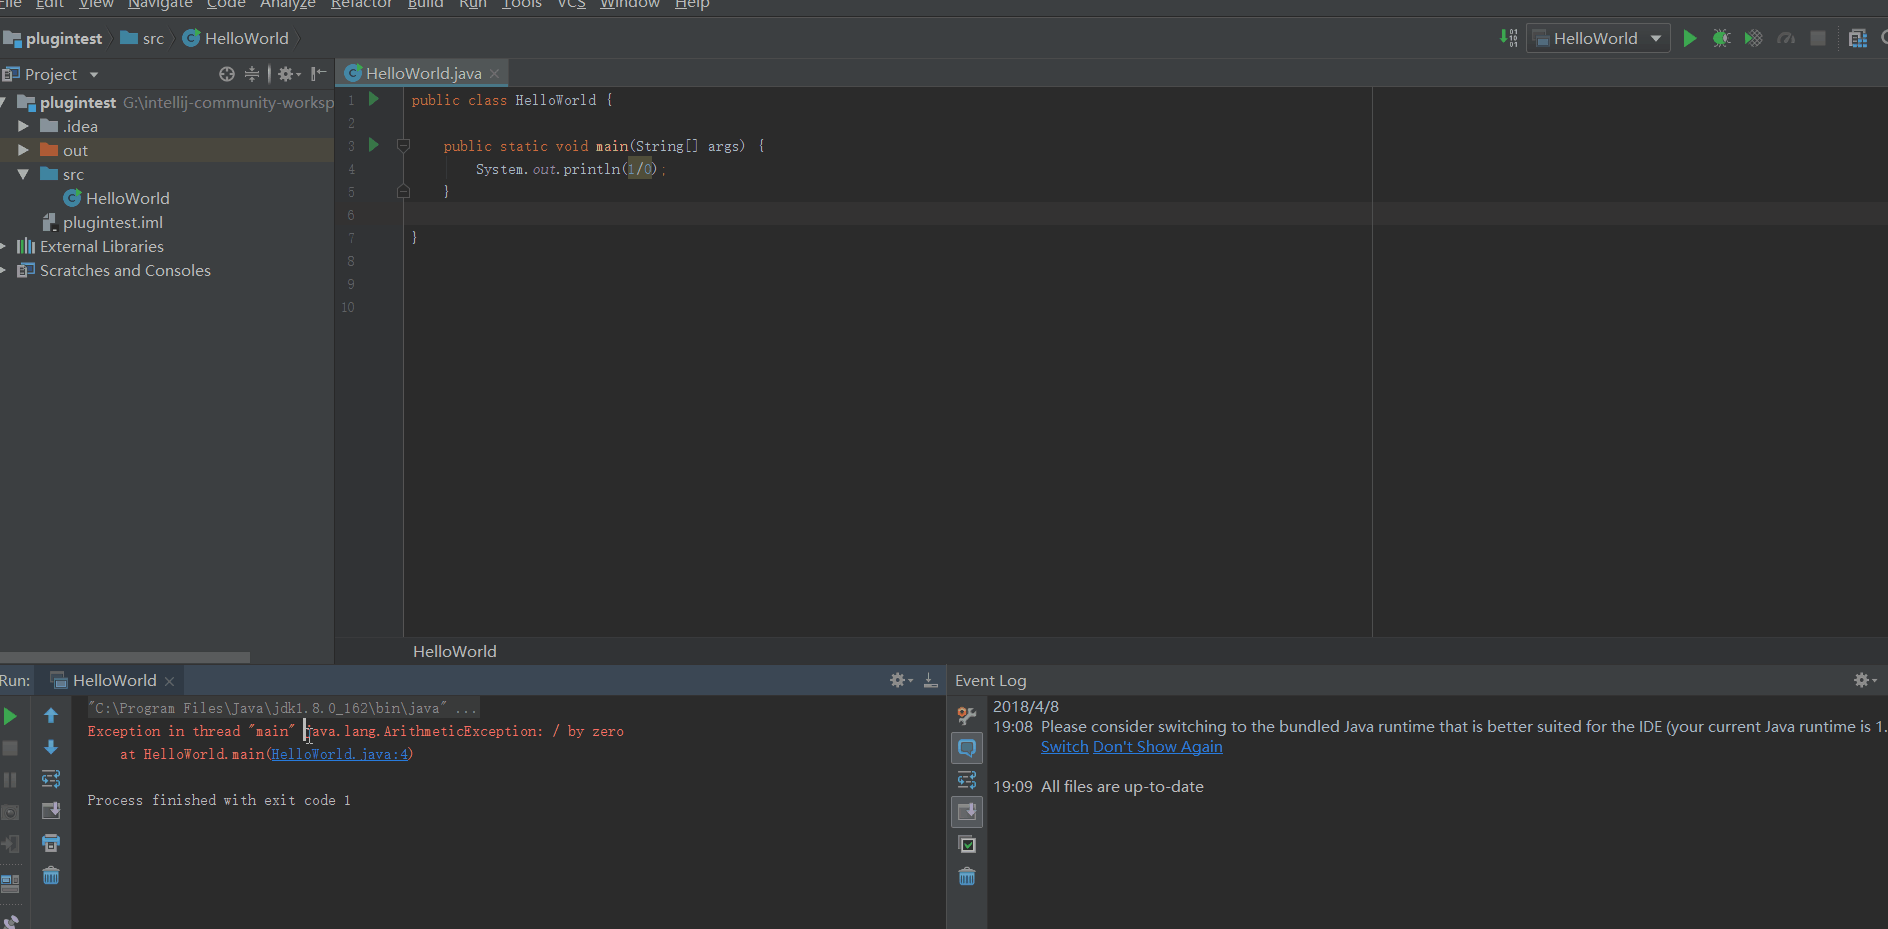 File Edit View Navigate Code Analyze Refactor Build Run Tools VCS Window Help
plugintest src HelloWorld
HelloWorld
Project
HelloWorld.java
plugintest G:\intellij-community-worksp
.idea
out
src
HelloWorld
plugintest.iml
External Libraries
Scratches and Consoles
1 public class HelloWorld {
2
3 public static void main(String[] args) {
4 System.out.println(1/0);
5 }
6
7 }
8
9
10
HelloWorld
Run: HelloWorld
"C:\Program Files\Java\jdk1.8.0_162\bin\java" ...
Exception in thread "main" java.lang.ArithmeticException: / by zero
at HelloWorld.main(HelloWorld.java:4)
Process finished with exit code 1
Event Log
2018/4/8
19:08 Please consider switching to the bundled Java runtime that is better suited for the IDE (your current Java runtime is 1.
Switch Don't Show Again
19:09 All files are up-to-date